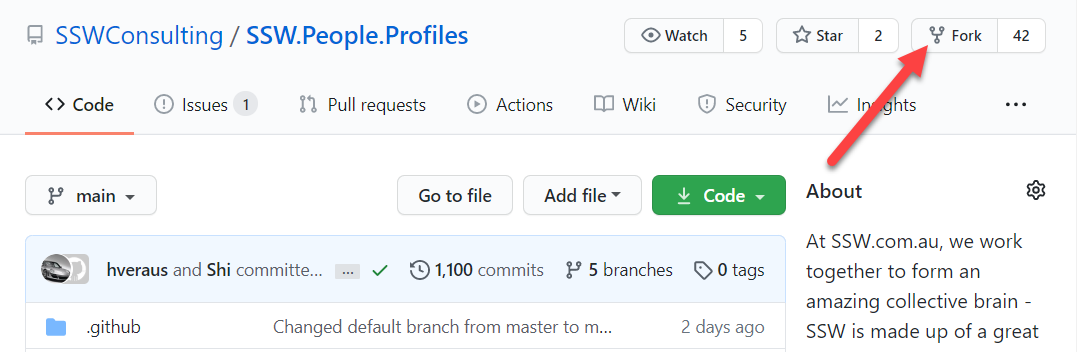 SSWConsulting / SSW.People.Profiles
Watch 5 Star 2 Fork 42
Code Issues 1 Pull requests Actions Wiki Security Insights ...
main Go to file Add file Code
About
hveraus and Shi committe... ... 1,100 commits 5 branches 0 tags
.github Changed default branch from master to m... 2 days ago
At SSW.com.au, we work
together to form an
amazing collective brain -
SSW is made up of a great